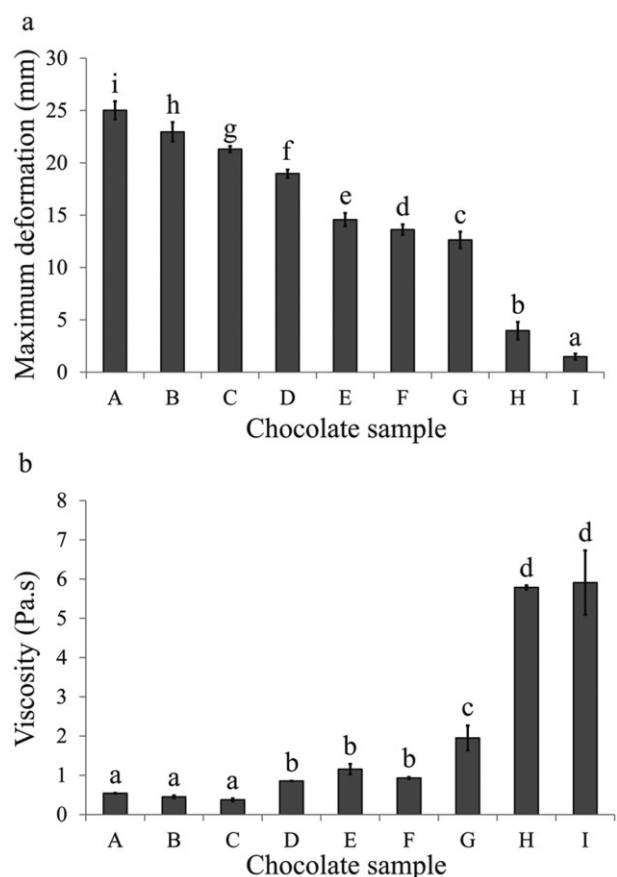 a
Maximum deformation (mm)
30
25
20
15
10
5
0
i
h
g
f
e
d
c
b
a
A B C D E F G H I
Chocolate sample
b
Viscosity (Pa.s)
8
7
6
5
4
3
2
1
0
a a a b b b c d d
A B C D E F G H I
Chocolate sample